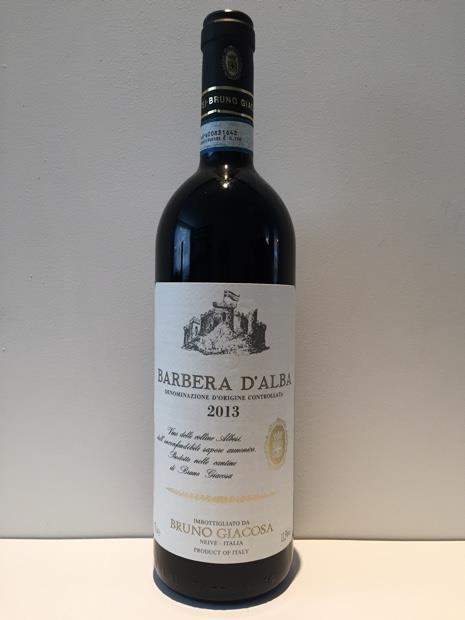 BRUNO GIACO
BARBERA D'ALBA
DENOMINAZIONE D'ORIGINE CONTROLLATA
2013
Vino delle colline Albesi,
dall'inconfondibile sapore armonico.
Prodotto nelle cantine
di Bruno Giacosa
IMBOTTIGLIATO DA
BRUNO GIACOSA
NEIVE - ITALIA
PRODUCT OF ITALY